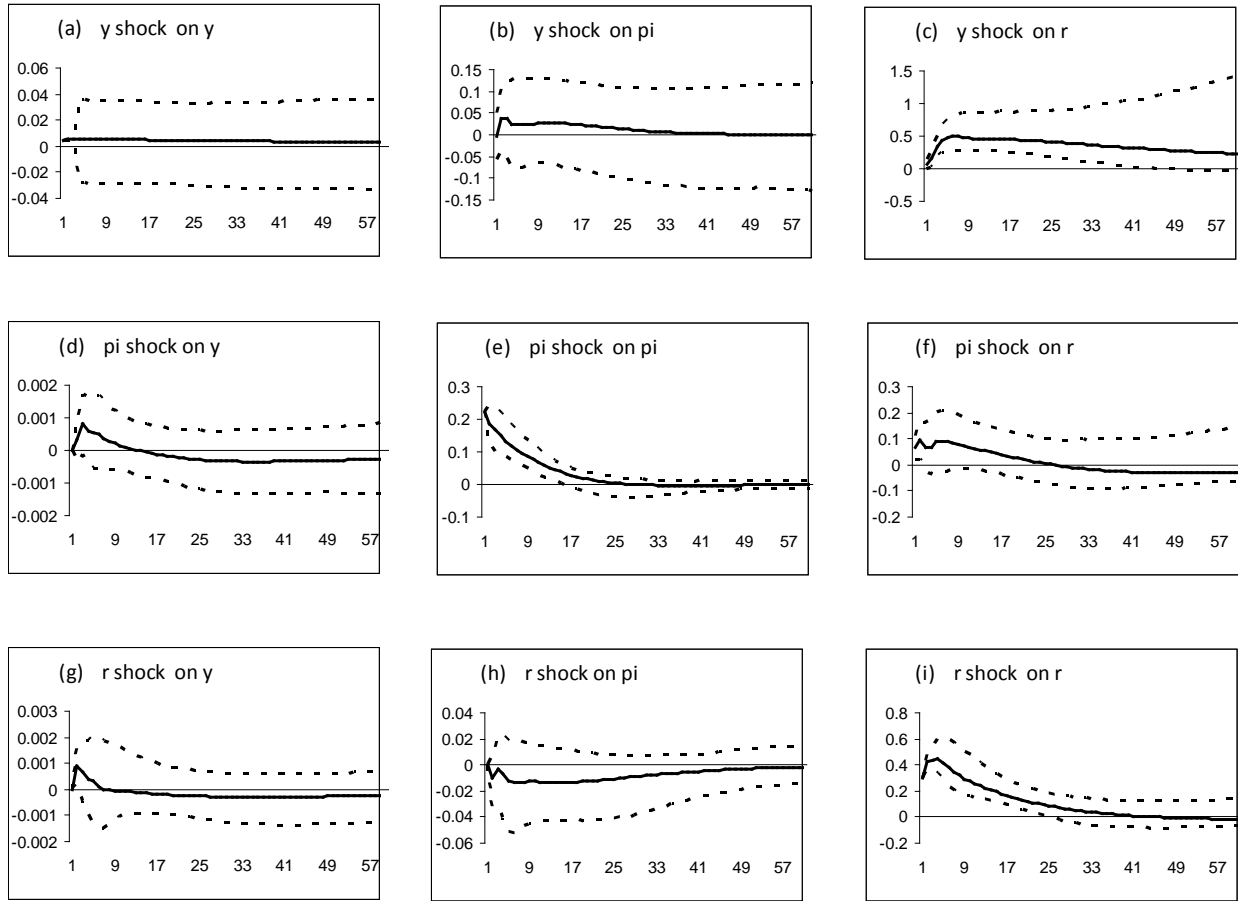 (a) y shock on y
0.06
0.04
0.02
0
-0.02
-0.04
1 9 17 25 33 41 49 57
(b) y shock on pi
0.15
0.10
0.05
0
-0.05
-0.10
-0.15
1 9 17 25 33 41 49 57
(c) y shock on r
1.5
1
0.5
0
-0.5
1 9 17 25 33 41 49 57
(d) pi shock on y
0.002
0.001
0
-0.001
-0.002
1 9 17 25 33 41 49 57
(e) pi shock on pi
0.3
0.2
0.1
0
-0.1
1 9 17 25 33 41 49 57
(f) pi shock on r
0.3
0.2
0.1
0
-0.1
-0.2
1 9 17 25 33 41 49 57
(g) r shock on y
0.003
0.002
0.001
0
-0.001
-0.002
1 9 17 25 33 41 49 57
(h) r shock on pi
0.04
0.02
0
-0.02
-0.04
-0.06
1 9 17 25 33 41 49 57
(i) r shock on r
0.8
0.6
0.4
0.2
0
-0.2
1 9 17 25 33 41 49 57